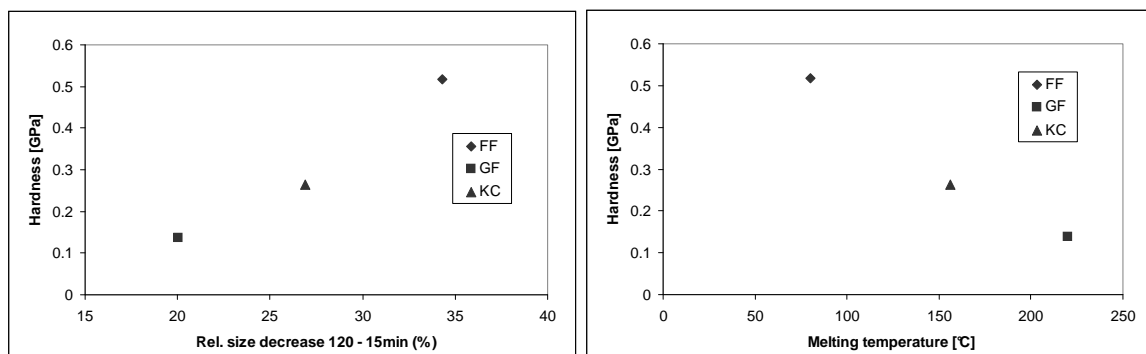 0.6
0.5
0.4
0.3
0.2
0.1
0
Hardness [GPa]
FF
GF
KC
15 20 25 30 35 40
Rel. size decrease 120 - 15min (%)
0.6
0.5
0.4
0.3
0.2
0.1
0
Hardness [GPa]
FF
GF
KC
0 50 100 150 200 250
Melting temperature [°C]